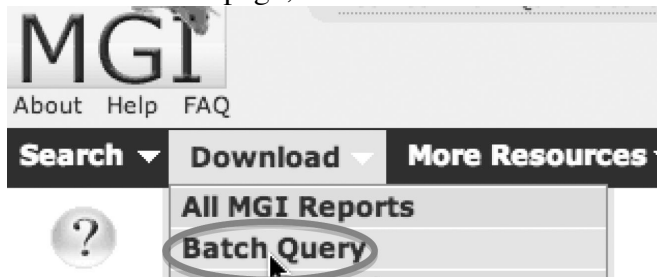 MGI
About Help FAQ
Search Download More Resources
All MGI Reports
? Batch Query